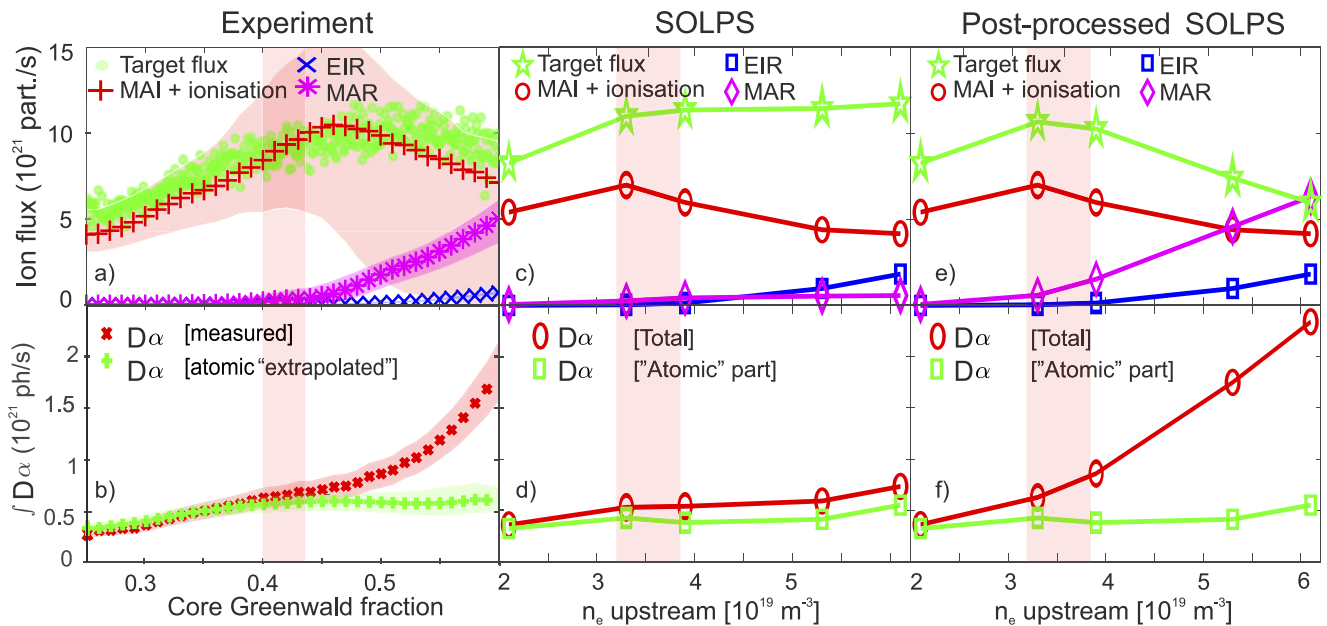 Experiment
SOLPS
Post-processed SOLPS
Ion flux (10²¹ part./s)
15
10
5
0
Target flux
MAI + ionisation
EIR
MAR
a)
Target flux
MAI + ionisation
EIR
MAR
c)
Target flux
MAI + ionisation
EIR
MAR
e)
∫ Dα (10²¹ ph/s)
2
1.5
1
0.5
0
Dα [measured]
Dα [atomic “extrapolated”]
b)
Dα [Total]
Dα ["Atomic" part]
d)
Dα [Total]
Dα ["Atomic" part]
f)
0.3 0.4 0.5
Core Greenwald fraction
2 3 4 5
nₑ upstream [10¹⁹ m⁻³]
2 3 4 5 6
nₑ upstream [10¹⁹ m⁻³]